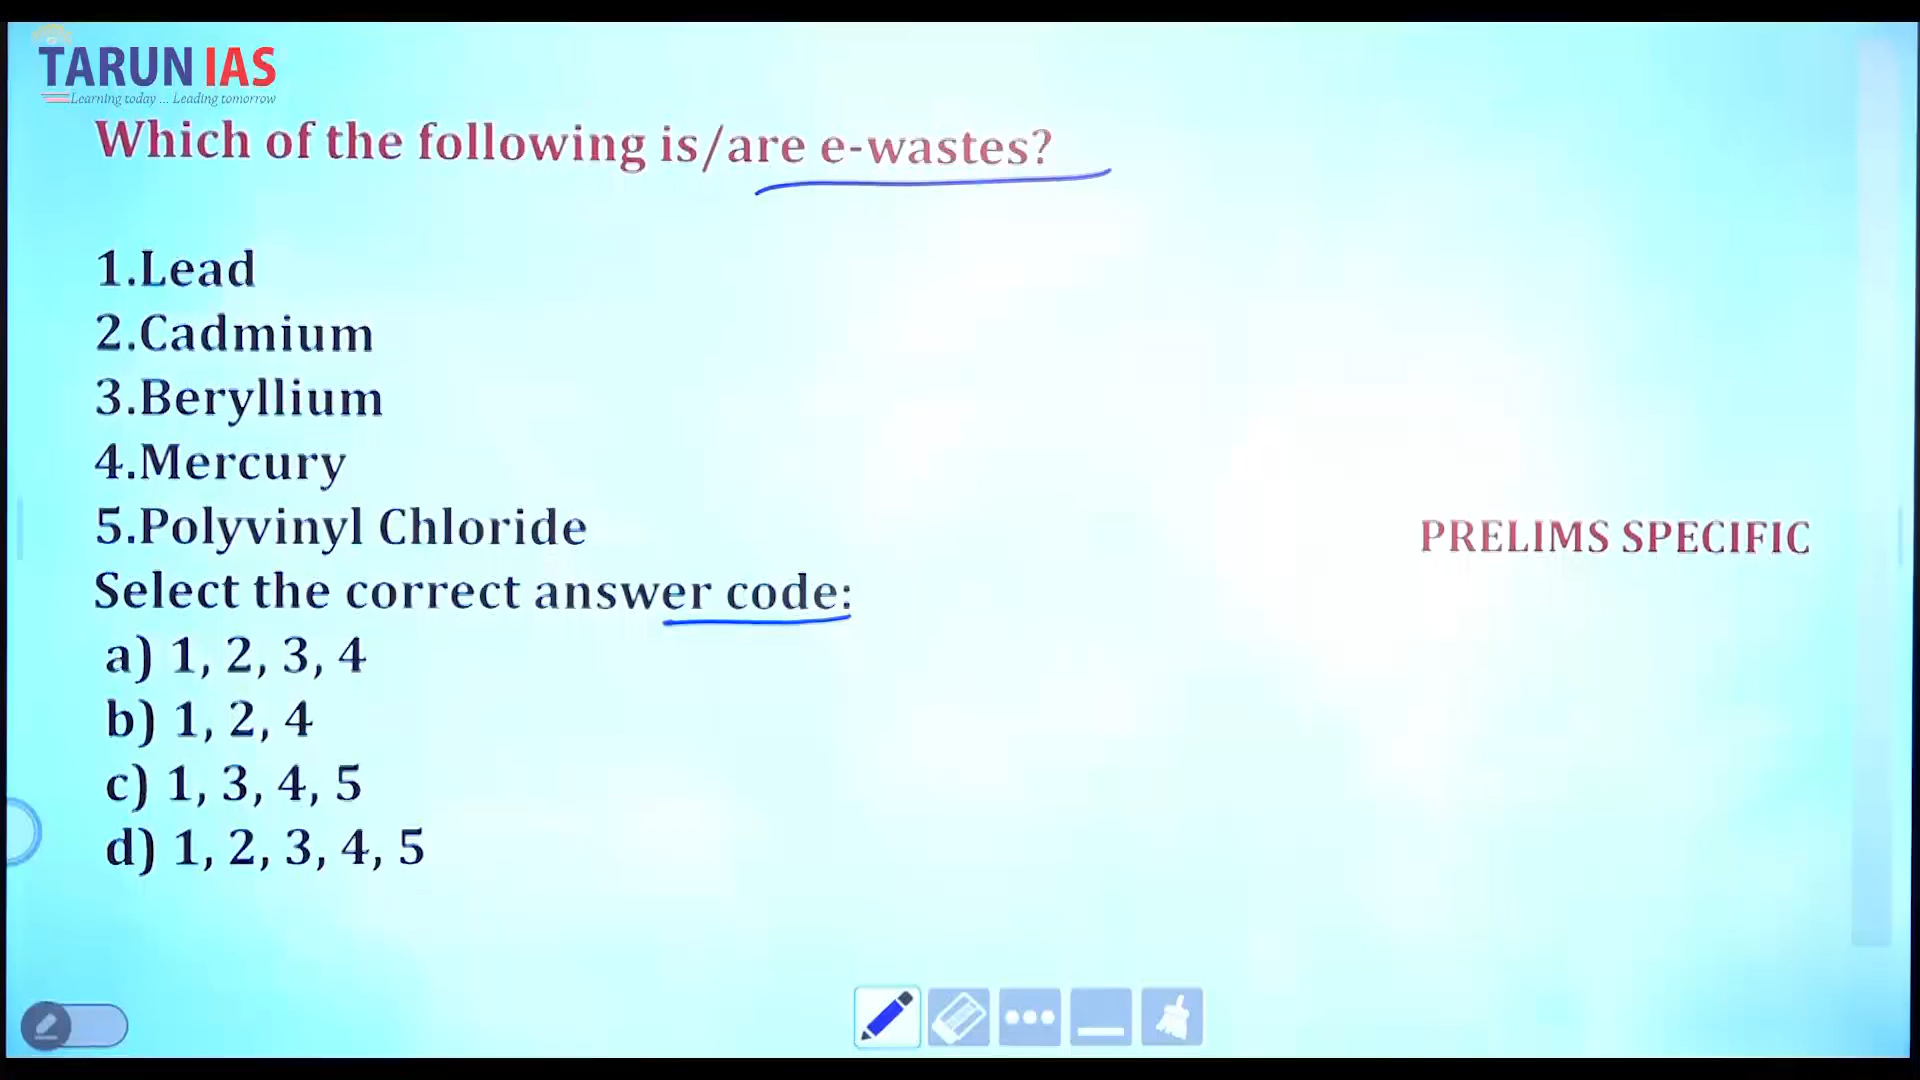 TARUN IAS
Learning today ... Leading tomorrow
Which of the following is/are e-wastes?
1.Lead
2.Cadmium
3.Beryllium
4.Mercury
5.Polyvinyl Chloride
PRELIMS SPECIFIC
Select the correct answer code:
a) 1, 2, 3, 4
b) 1, 2, 4
c) 1, 3, 4, 5
d) 1, 2, 3, 4, 5